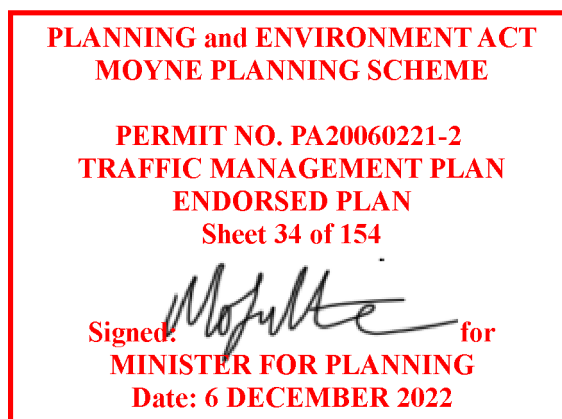 PLANNING and ENVIRONMENT ACT
MOYNE PLANNING SCHEME
PERMIT NO. PA20060221-2
TRAFFIC MANAGEMENT PLAN
ENDORSED PLAN
Sheet 34 of 154
Signed: for
MINISTER FOR PLANNING
Date: 6 DECEMBER 2022